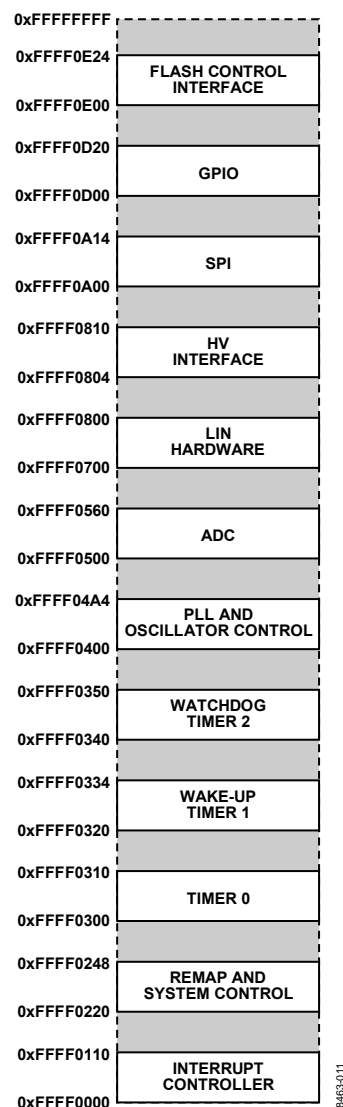 0xFFFFFFFF
0xFFFF0E24
FLASH CONTROL
INTERFACE
0xFFFF0E00
0xFFFF0D20
GPIO
0xFFFF0D00
0xFFFF0A14
SPI
0xFFFF0A00
0xFFFF0810
HV
INTERFACE
0xFFFF0804
0xFFFF0800
LIN
HARDWARE
0xFFFF0700
0xFFFF0560
ADC
0xFFFF0500
0xFFFF04A4
PLL AND
OSCILLATOR CONTROL
0xFFFF0400
0xFFFF0350
WATCHDOG
TIMER 2
0xFFFF0340
0xFFFF0334
WAKE-UP
TIMER 1
0xFFFF0320
0xFFFF0310
TIMER 0
0xFFFF0300
0xFFFF0248
REMAP AND
SYSTEM CONTROL
0xFFFF0220
0xFFFF0110
INTERRUPT
CONTROLLER
0xFFFF0000
8463-011